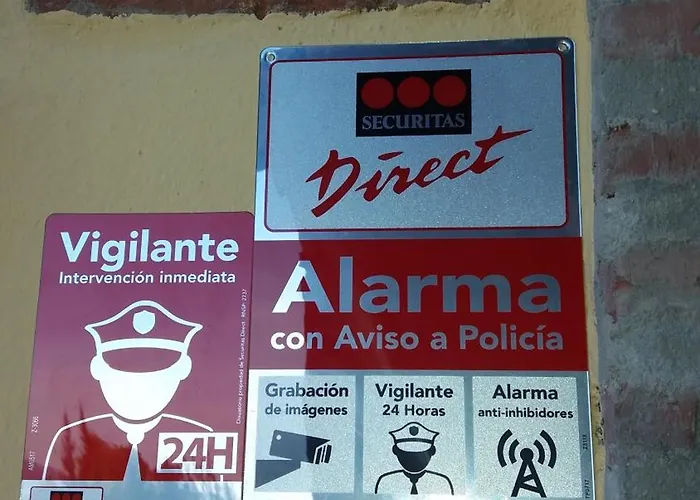 SECURITAS
Direct
Alarma
con Aviso a Policía
Grabación
de imágenes
Vigilante
24 Horas
Alarma
anti-inhibidores
Vigilante
Intervención inmediata
24H